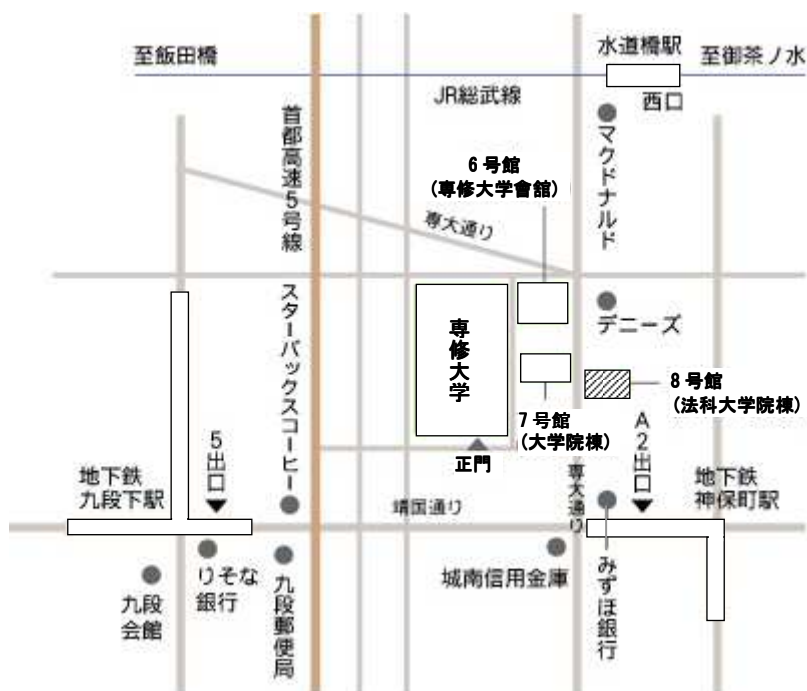 至飯田橋
水道橋駅
至御茶ノ水
JR総武線
西口
首都高速5号線
マクドナルド
6号館
(専修大学會舘)
専大通り
スターバックスコーヒー
デニーズ
専修大学
8号館
(法科大学院棟)
7号館
(大学院棟)
正門
5出口
A2出口
地下鉄
九段下駅
地下鉄
神保町駅
専大通り
靖国通り
りそな
銀行
九段
会館
九段郵便局
城南信用金庫
みずほ銀行